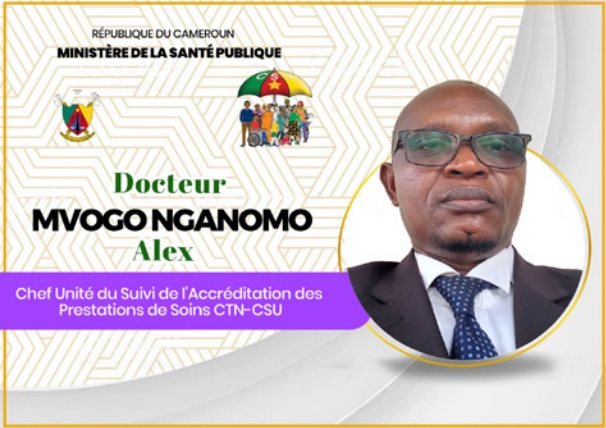 RÉPUBLIQUE DU CAMEROUN
MINISTÈRE DE LA SANTÉ PUBLIQUE
Docteur
MVOGO NGANOMO
Alex
Chef Unité du Suivi de l'Accréditation des
Prestations de Soins CTN-CSU